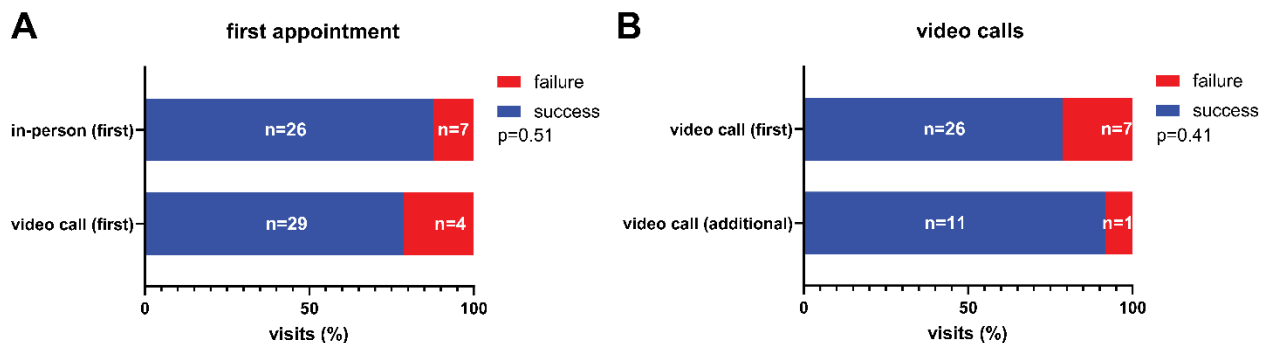 A
first appointment
failure
success
p=0.51
in-person (first)
n=26
n=7
video call (first)
n=29
n=4
0
50
100
visits (%)
B
video calls
failure
success
p=0.41
video call (first)
n=26
n=7
video call (additional)
n=11
n=1
0
50
100
visits (%)